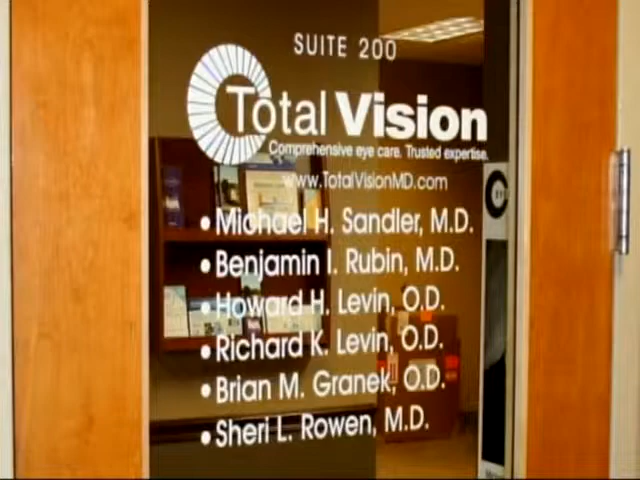 SUITE 200
Total Vision
Comprehensive eye care. Trusted expertise.
www.TotalVisionMD.com
• Michael H. Sandler, M.D.
• Benjamin I. Rubin, M.D.
• Howard H. Levin, O.D.
• Richard K. Levin, O.D.
• Brian M. Granek, O.D.
• Sheri L. Rowen, M.D.